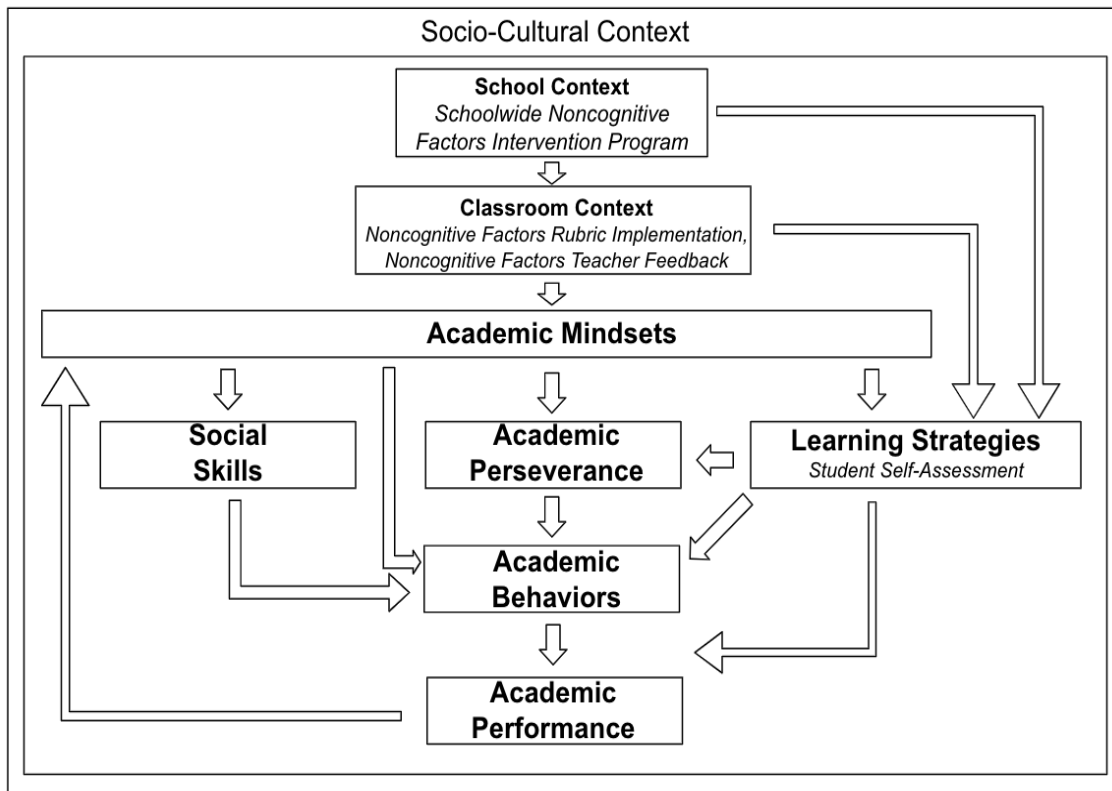 Socio-Cultural Context
School Context
Schoolwide Noncognitive
Factors Intervention Program
Classroom Context
Noncognitive Factors Rubric Implementation,
Noncognitive Factors Teacher Feedback
Academic Mindsets
Social
Skills
Academic
Perseverance
Learning Strategies
Student Self-Assessment
Academic
Behaviors
Academic
Performance